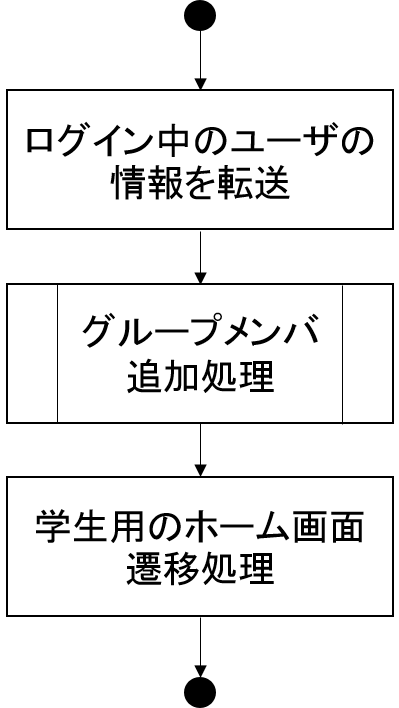 ログイン中のユーザの
情報を転送
グループメンバ
追加処理
学生用のホーム画面
遷移処理